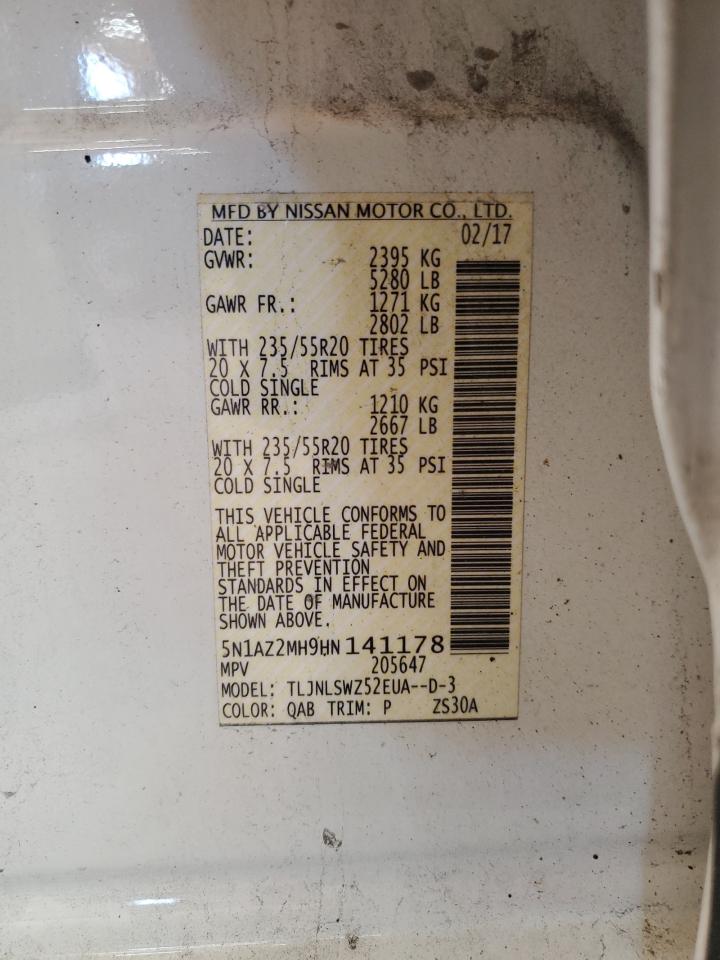 MFD BY NISSAN MOTOR CO., LTD.
DATE: 02/17
GVWR: 2395 KG
5280 LB
GAWR FR.: 1271 KG
2802 LB
WITH 235/55R20 TIRES
20 X 7.5 RIMS AT 35 PSI
COLD SINGLE
GAWR RR.: 1210 KG
2667 LB
WITH 235/55R20 TIRES
20 X 7.5 RIMS AT 35 PSI
COLD SINGLE
THIS VEHICLE CONFORMS TO
ALL APPLICABLE FEDERAL
MOTOR VEHICLE SAFETY AND
THEFT PREVENTION
STANDARDS IN EFFECT ON
THE DATE OF MANUFACTURE
SHOWN ABOVE.
5N1AZ2MH9HN141178
MPV 205647
MODEL: TLJNLSWZ52EUA--D-3
COLOR: QAB TRIM: P ZS30A